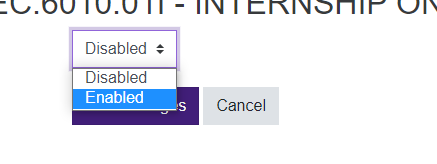 EC.6010.01I - INTERNSHIP ON
Disabled
Disabled
Enabled
Cancel